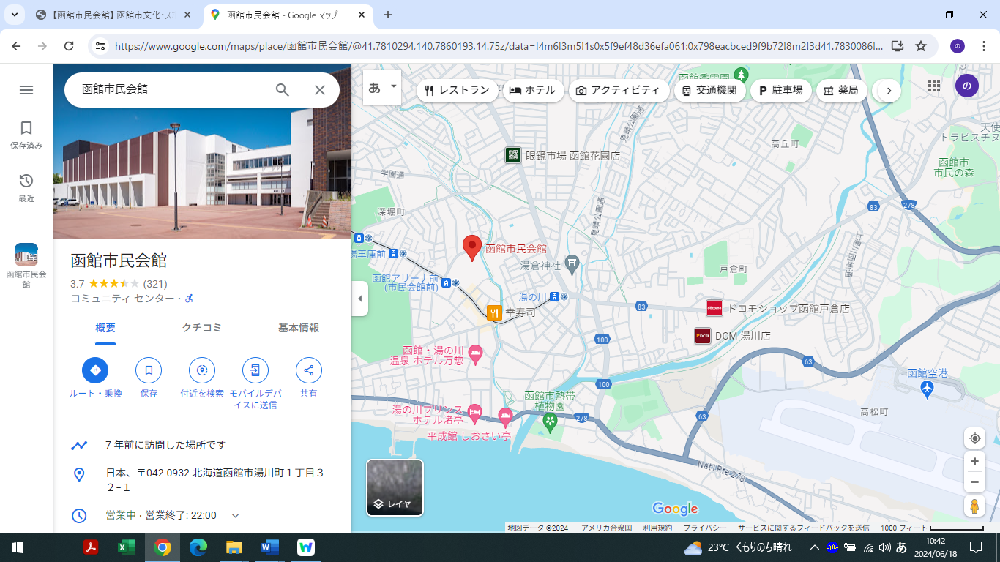 【函館市民会館】函館市文化・ス
函館市民会館 - Google マップ
https://www.google.com/maps/place/函館市民会館/@41.7810294,140.7860193,14.75z/data=!4m6!3m5!1s0x5f9ef48d36efa061:0x798eacbced9f9b72!8m2!3d41.7830086!...
の
函館市民会館
保存済み
最近
函館市民会
館
函館市民会館
3.7 (321)
コミュニティ センター・
概要
クチコミ
基本情報
ルート・乗換
保存
付近を検索
モバイルデバ
イスに送信
共有
7 年前に訪問した場所です
日本、〒042-0932 北海道函館市湯川町１丁目３
２−１
営業中 · 営業終了: 22:00
あ
レストラン
ホテル
アクティビティ
交通機関
駐車場
薬局
の
函館香雪園
高丘町
天使
トラピスチヌ
眼鏡市場 函館花園店
函館市
市民の森
学園通
見晴公園通
見晴公園通
278
83
深堀町
函館市民会館
湯倉神社
戸倉町
湯車庫前
函館アリーナ前
(市民会館前)
湯の川
83
幸寿司
ドコモショップ函館戸倉店
DCM 湯川店
100
63
函館・湯の川
温泉 ホテル万惣
函館空港
100
函館市熱帯
植物園
湯の川プリンス
ホテル渚亭
278
63
高松町
平成館 しおさい亭
Nat'l Rte 278
レイヤ
Google
地図データ ©2024
アメリカ合衆国
利用規約
プライバシー
サービスに関するフィードバックを送信
1000 フィート
23°C くもりのち晴れ
あ
10:42
2024/06/18